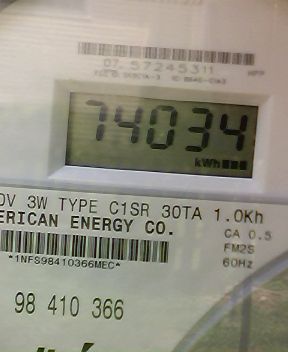 07 57245311 HPP
74034
kWh
0V 3W TYPE C1SR 30TA 1.0Kh
ERICAN ENERGY CO. CA 0.5
FM2S
*1NFS98410366MEC* 60Hz
98 410 366